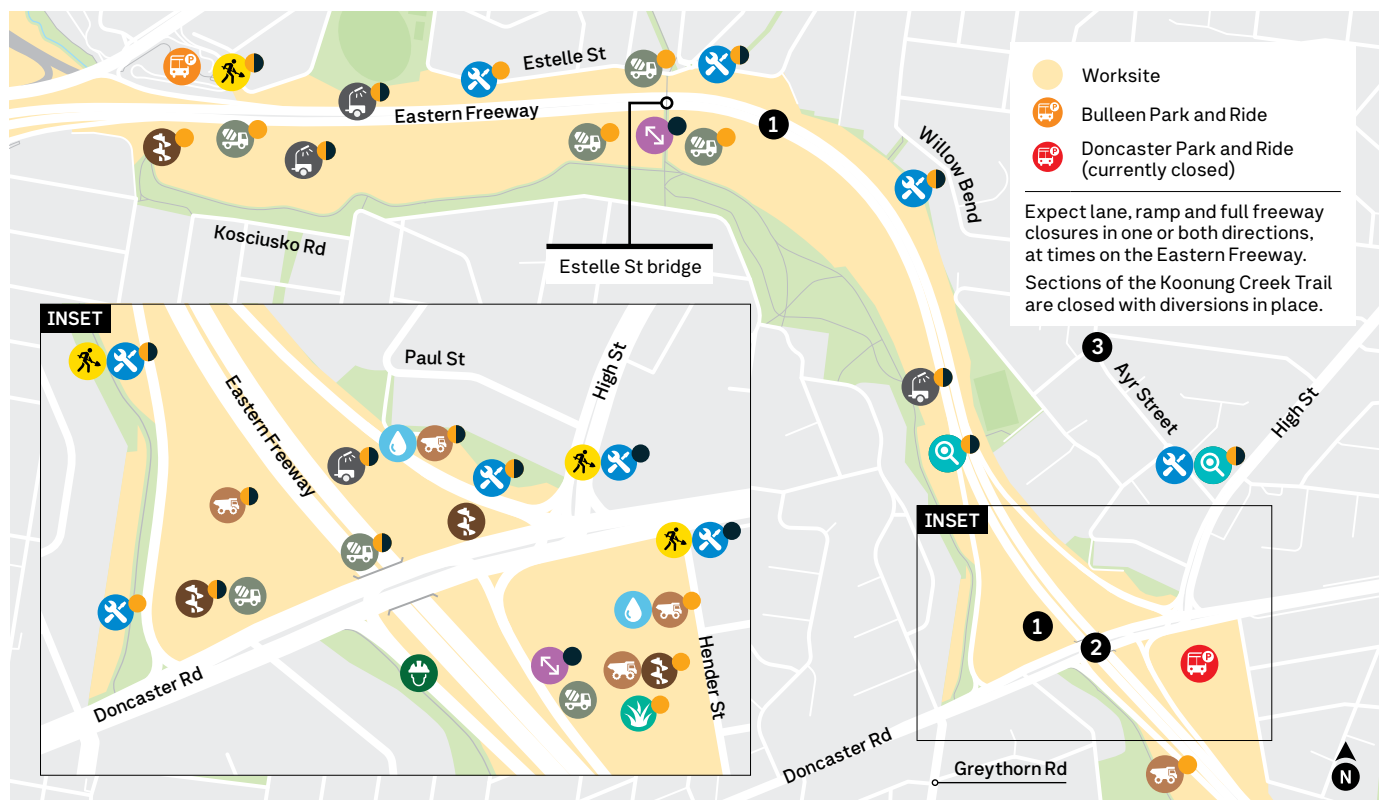 Estelle St
Eastern Freeway
1
Willow Bend
Kosciusko Rd
Estelle St bridge
Worksite
P
Bulleen Park and Ride
P
Doncaster Park and Ride
(currently closed)
Expect lane, ramp and full freeway
closures in one or both directions,
at times on the Eastern Freeway.
Sections of the Koonung Creek Trail
are closed with diversions in place.
P
INSET
Paul St
High St
Eastern Freeway
Doncaster Rd
Hender St
3
Ayr Street
High St
INSET
1
2
P
Doncaster Rd
Greythorn Rd
N